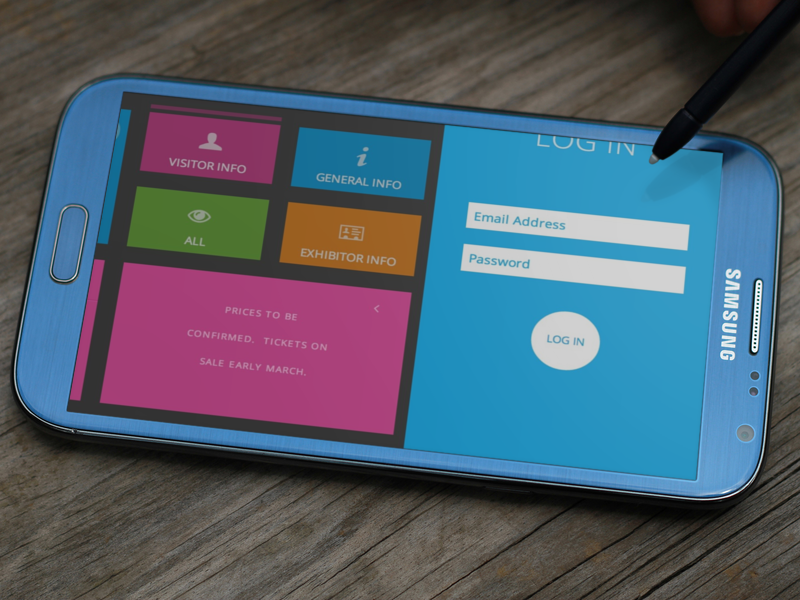 VISITOR INFO
GENERAL INFO
ALL
EXHIBITOR INFO
PRICES TO BE
CONFIRMED. TICKETS ON
SALE EARLY MARCH.
LOG IN
Email Address
Password
LOG IN
SAMSUNG